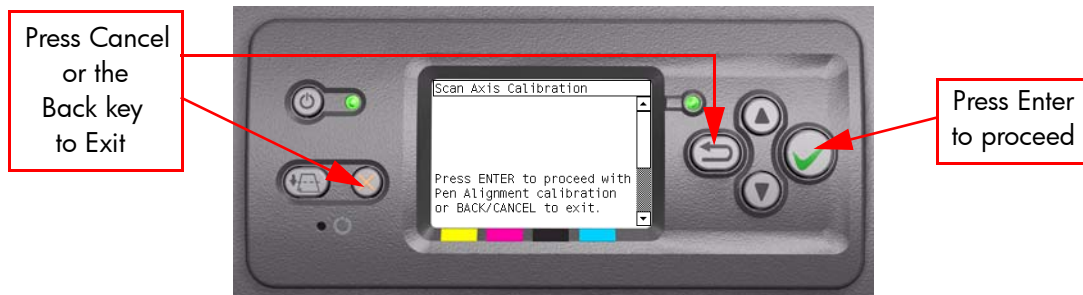 Press Cancel
or the
Back key
to Exit
Scan Axis Calibration
Press ENTER to proceed with
Pen Alignment calibration
or BACK/CANCEL to exit.
Press Enter
to proceed